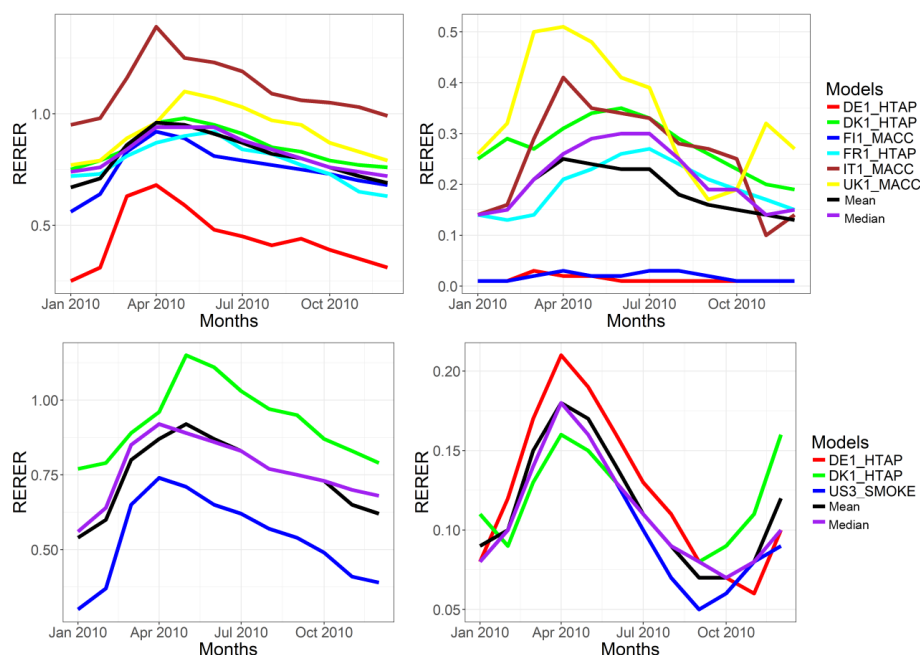 RERER
1.0
0.5
Jan 2010 Apr 2010 Jul 2010 Oct 2010
Months
RERER
0.5
0.4
0.3
0.2
0.1
0.0
Jan 2010 Apr 2010 Jul 2010 Oct 2010
Months
Models
DE1_HTAP
DK1_HTAP
FI1_MACC
FR1_HTAP
IT1_MACC
UK1_MACC
Mean
Median
RERER
1.00
0.75
0.50
Jan 2010 Apr 2010 Jul 2010 Oct 2010
Months
RERER
0.20
0.15
0.10
0.05
Jan 2010 Apr 2010 Jul 2010 Oct 2010
Months
Models
DE1_HTAP
DK1_HTAP
US3_SMOKE
Mean
Median